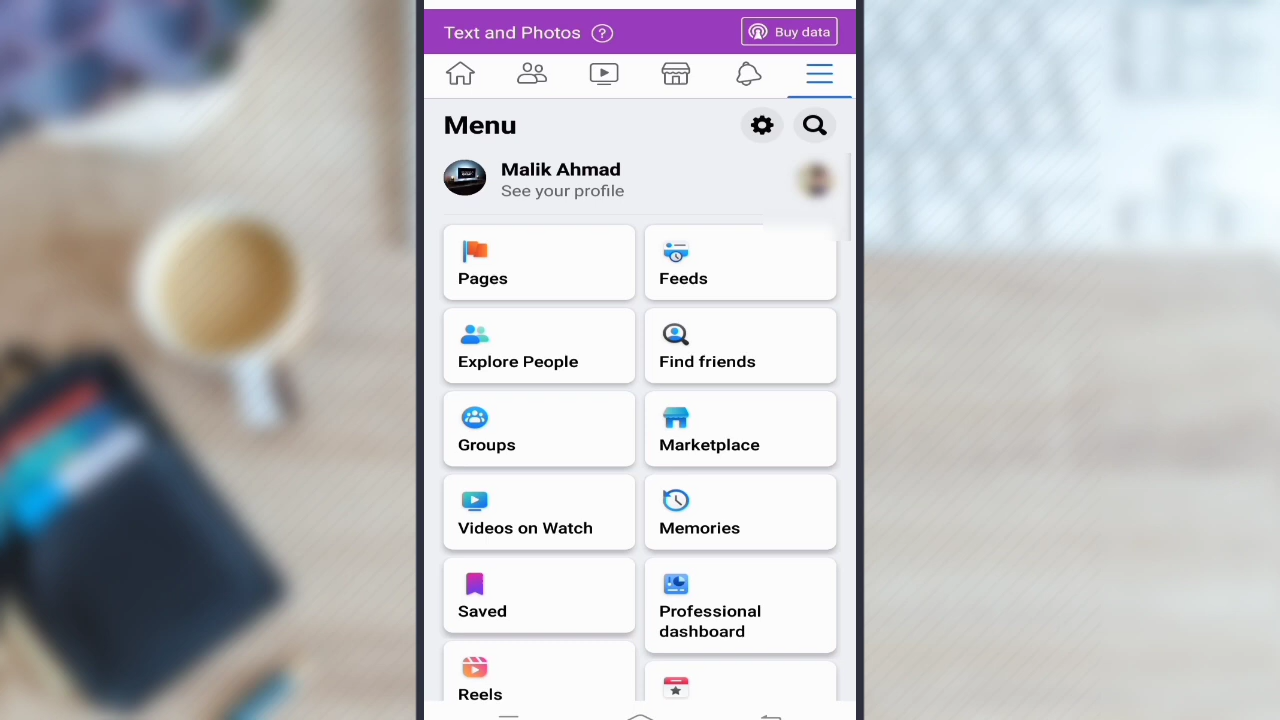 Text and Photos
Buy data
Menu
Malik Ahmad
See your profile
Pages
Feeds
Explore People
Find friends
Groups
Marketplace
Videos on Watch
Memories
Saved
Professional
dashboard
Reels